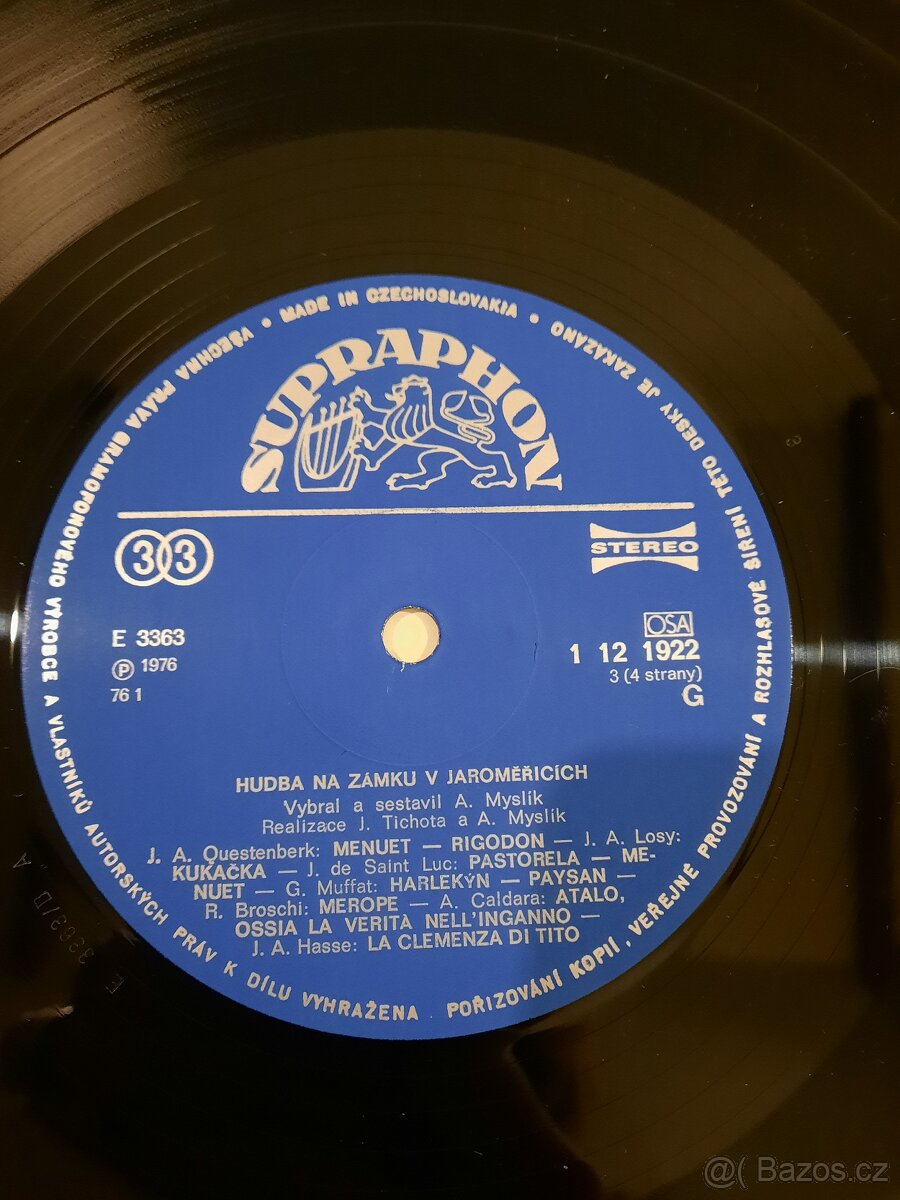 VŠECHNA PRÁVA GRAMOFONOVÉHO VÝROBCE A VLASTNÍKŮ AUTORSKÝCH PRÁV K DÍLU VYHRAŽENA . POŘIZOVÁNÍ KOPIÍ, VEŘEJNÉ PROVOZOVÁNÍ A ROZHLASOVÉ ŠÍŘENÍ TÉTO DESKY JE ZAKÁZÁNO • MADE IN CZECHOSLOVAKIA •
SUPRAPHON
33
STEREO
OSA
E 3363
1 12 1922
Ⓟ 1976
3 (4 strany)
76 1
G
HUDBA NA ZÁMKU V JAROMĚŘICÍCH
Vybral a sestavil A. Myslík
Realizace J. Tichota a A. Myslík
J. A. Questenberk: MENUET — RIGODON — J. A. Losy:
KUKAČKA — J. de Saint Luc: PASTORELA — ME-
NUET — G. Muffat: HARLEKÝN — PAYSAN —
R. Broschi: MEROPE — A. Caldara: ATALO,
OSSIA LA VERITA NELL'INGANNO —
J. A. Hasse: LA CLEMENZA DI TITO
3
E 3363/D A
@( Bazos.cz